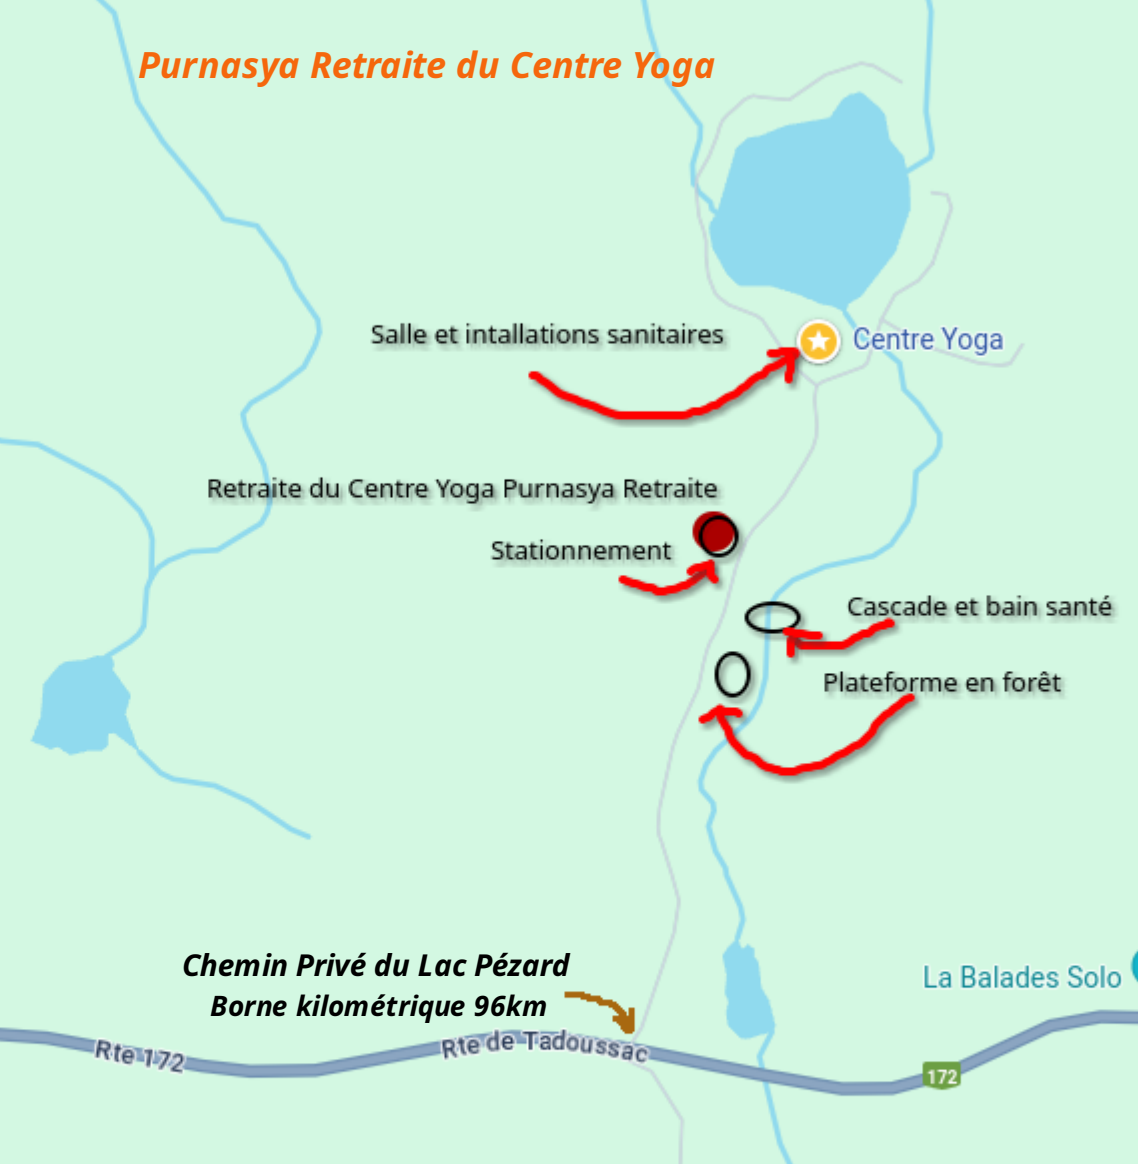 Purnasya Retraite du Centre Yoga
Salle et intallations sanitaires
Centre Yoga
Retraite du Centre Yoga Purnasya Retraite
Stationnement
Cascade et bain santé
Plateforme en forêt
Chemin Privé du Lac Pézard
Borne kilométrique 96km
La Balades Solo
Rte 172
Rte de Tadoussac
172